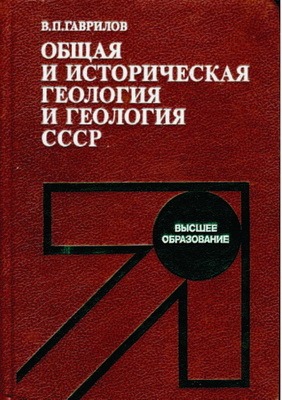 В.П.ГАВРИЛОВ
ОБЩАЯ
И ИСТОРИЧЕСКАЯ
ГЕОЛОГИЯ
И ГЕОЛОГИЯ
СССР
ВЫСШЕЕ
ОБРАЗОВАНИЕ